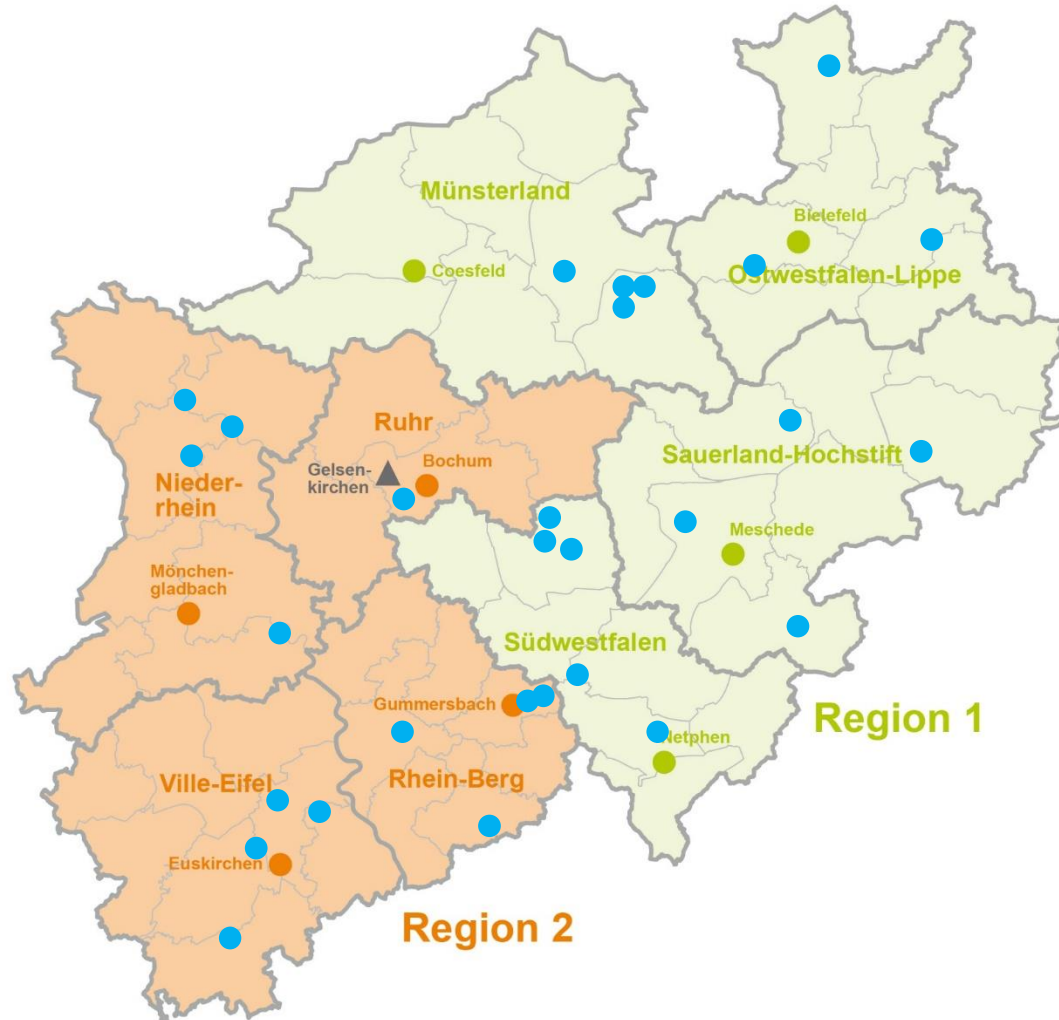 Münsterland
Bielefeld
Coesfeld
Ostwestfalen-Lippe
Ruhr
Gelsen-
kirchen
Bochum
Sauerland-Hochstift
Nieder-
rhein
Meschede
Mönchen-
gladbach
Südwestfalen
Gummersbach
Region 1
Netphen
Ville-Eifel
Rhein-Berg
Euskirchen
Region 2